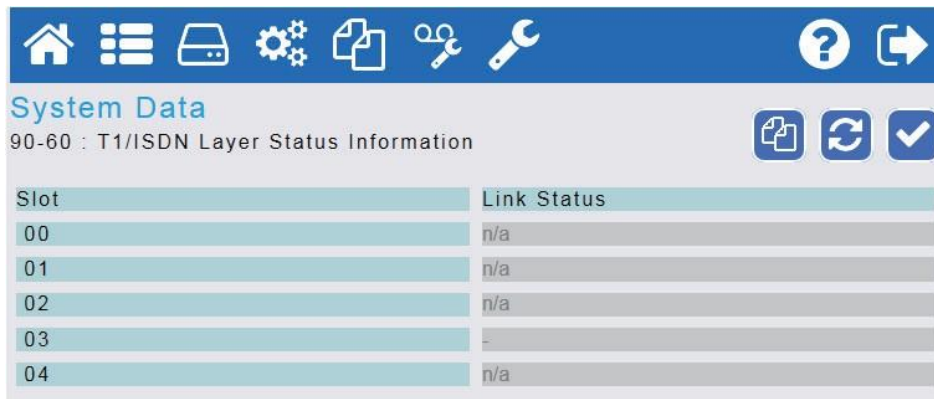 System Data
90-60 : T1/ISDN Layer Status Information
Slot Link Status
00 n/a
01 n/a
02 n/a
03 -
04 n/a